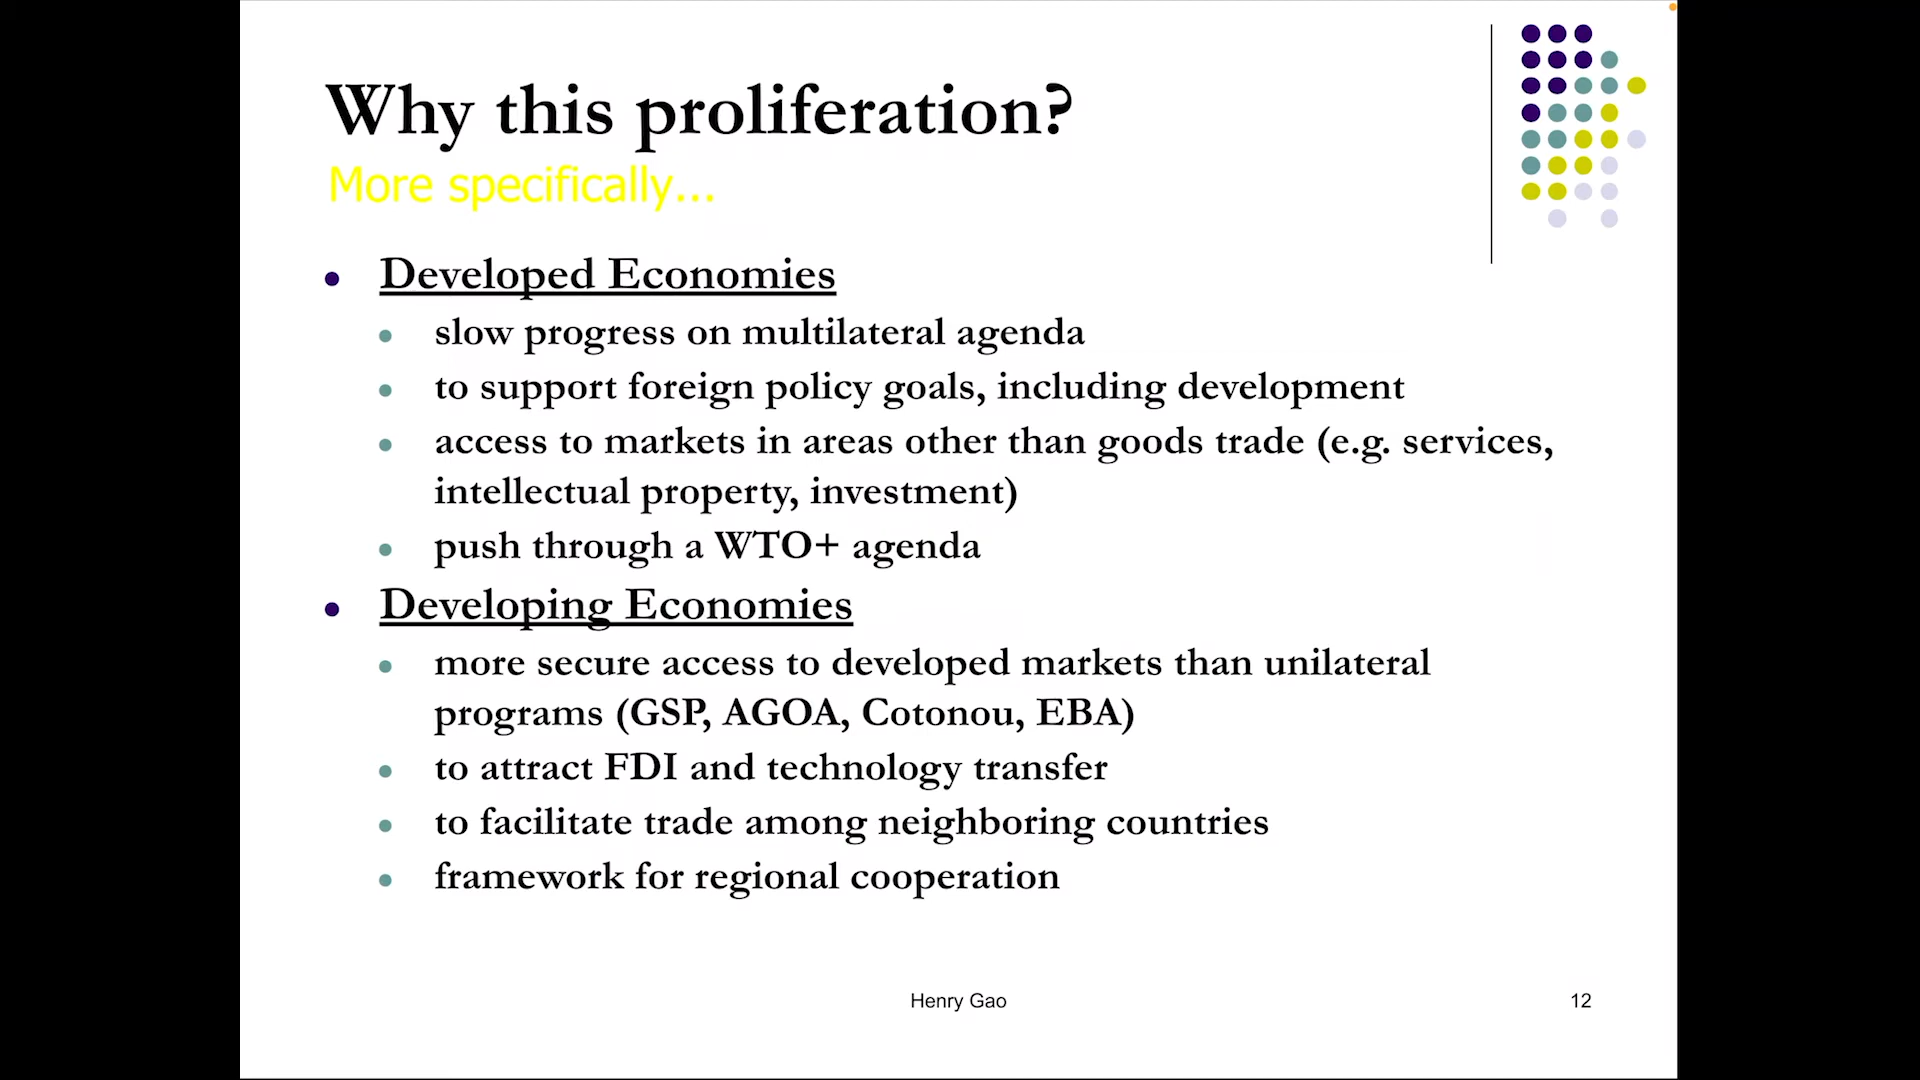 Why this proliferation?
More specifically...
Developed Economies
slow progress on multilateral agenda
to support foreign policy goals, including development
access to markets in areas other than goods trade (e.g. services,
intellectual property, investment)
push through a WTO+ agenda
Developing Economies
more secure access to developed markets than unilateral
programs (GSP, AGOA, Cotonou, EBA)
to attract FDI and technology transfer
to facilitate trade among neighboring countries
framework for regional cooperation
Henry Gao
12